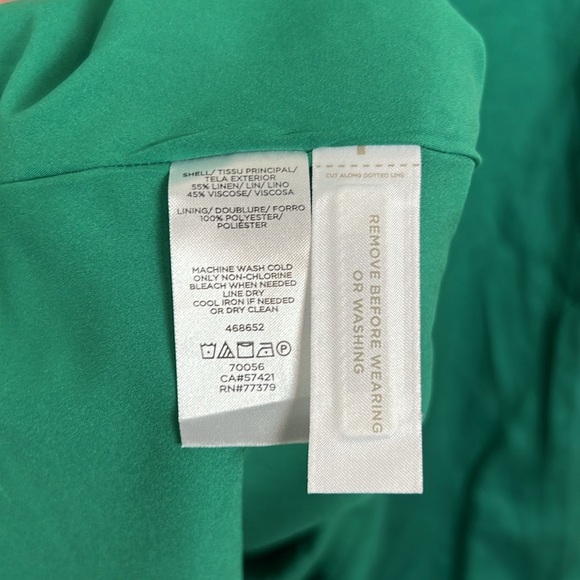 SHELL/ TISSU PRINCIPAL/
TELA EXTERIOR
55% LINEN/ LIN/ LINO
45% VISCOSE/ VISCOSA
LINING/ DOUBLURE/ FORRO
100% POLYESTER/
POLIÉSTER
MACHINE WASH COLD
ONLY NON-CHLORINE
BLEACH WHEN NEEDED
LINE DRY
COOL IRON IF NEEDED
OR DRY CLEAN
468652
P
70056
CA#57421
RN#77379
CUT ALONG DOTTED LINE
REMOVE BEFORE WEARING
OR WASHING